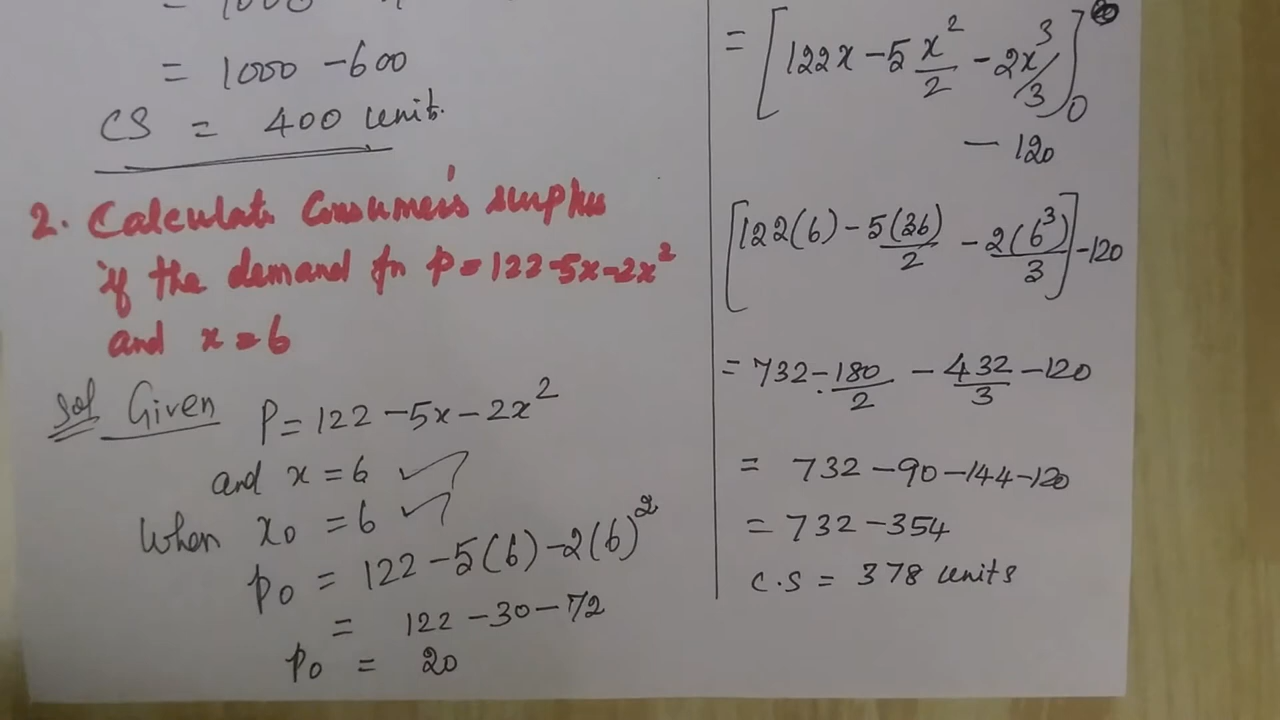 = 1000 - 600
CS = 400 unit.
2. Calculate Consumer's surplus
if the demand fn P = 122-5x-2x²
and x = 6
Sol Given P = 122 - 5x - 2x²
and x = 6 ✓
When x₀ = 6 ✓
p₀ = 122 - 5(6) - 2(6)²
= 122 - 30 - 72
p₀ = 20
= [122x - 5 x²/2 - 2x³/3]₀
- 120
[122(6) - 5(36)/2 - 2(6³)/3] - 120
= 732 - 180/2 - 432/3 - 120
= 732 - 90 - 144 - 120
= 732 - 354
C.S = 378 units